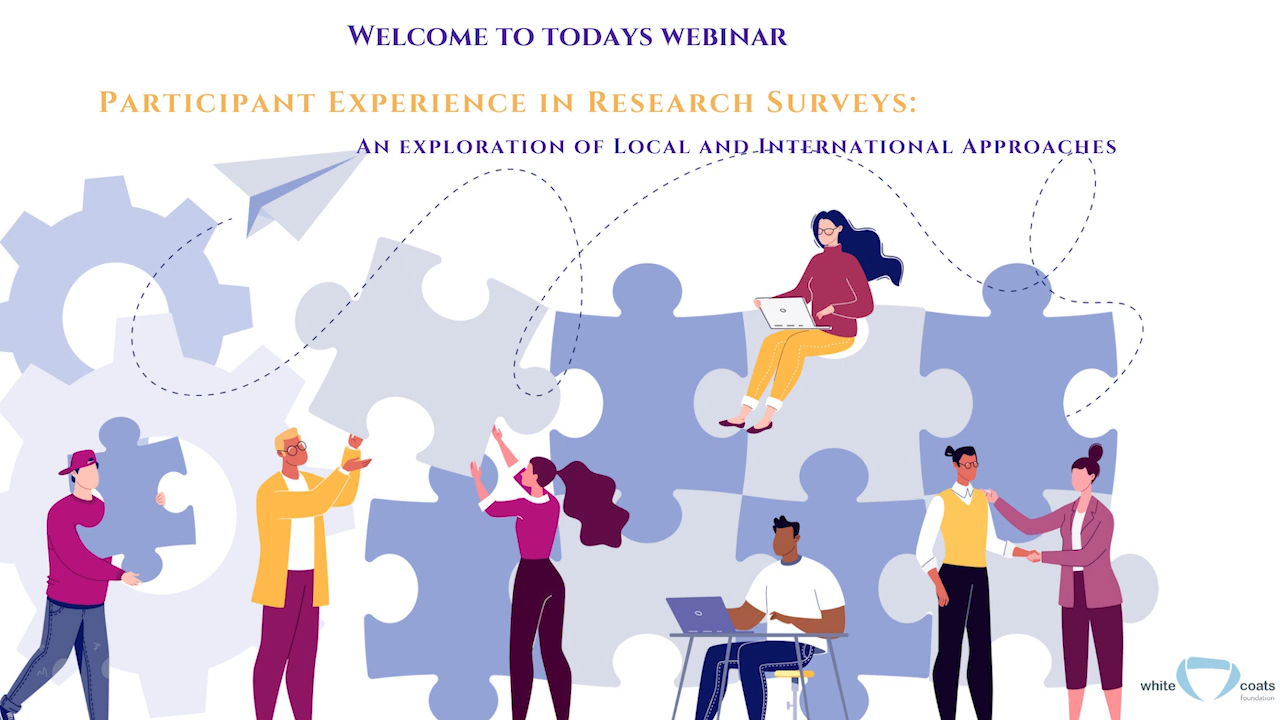 Welcome to todays webinar
Participant Experience in Research Surveys:
An exploration of Local and International Approaches
white coats
foundation